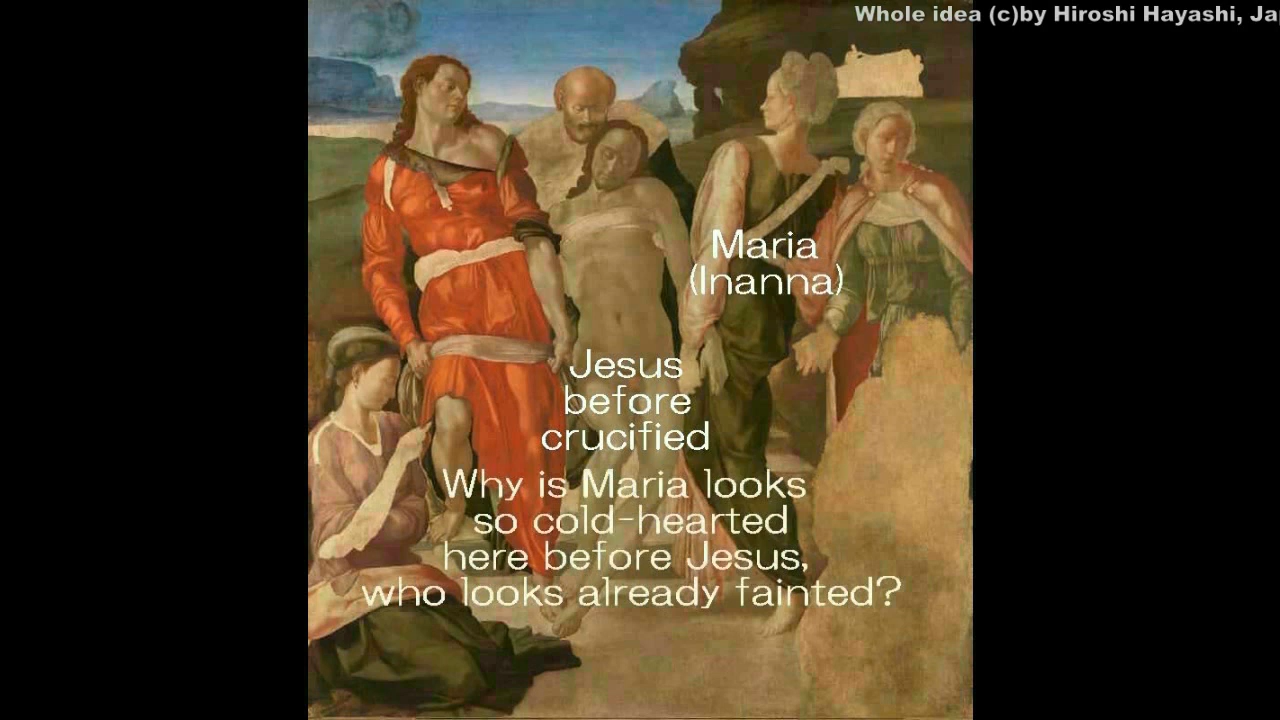 Whole idea (c)by Hiroshi Hayashi, Ja
Maria
(Inanna)
Jesus
before
crucified
Why is Maria looks
so cold-hearted
here before Jesus,
who looks already fainted?